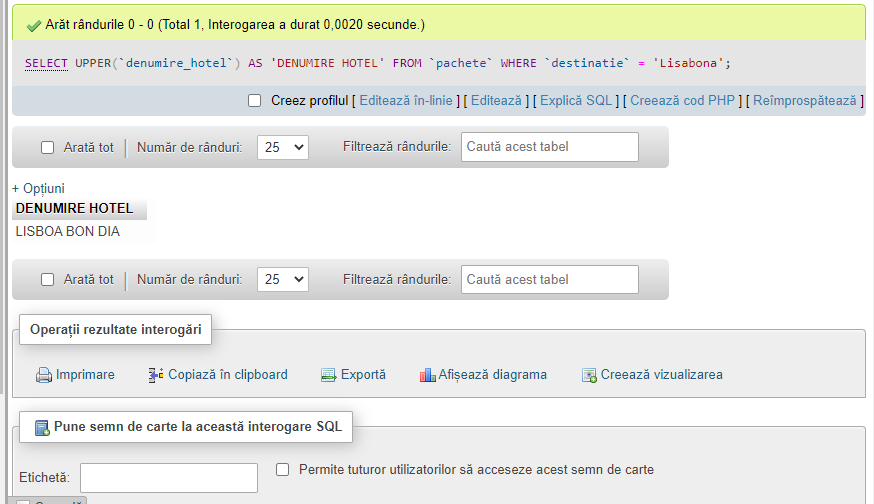 Arăt rândurile 0 - 0 (Total 1, Interogarea a durat 0,0020 secunde.)
SELECT UPPER(`denumire_hotel`) AS 'DENUMIRE HOTEL' FROM `pachete` WHERE `destinatie` = 'Lisabona';
Creez profilul [ Editează în-linie ] [ Editează ] [ Explică SQL ] [ Creează cod PHP ] [ Reîmprospătează ]
Arată tot Număr de rânduri: 25 Filtrează rândurile: Caută acest tabel
+ Opțiuni
DENUMIRE HOTEL
LISBOA BON DIA
Arată tot Număr de rânduri: 25 Filtrează rândurile: Caută acest tabel
Operații rezultate interogări
Imprimare Copiază în clipboard Exportă Afișează diagrama Creează vizualizarea
Pune semn de carte la această interogare SQL
Etichetă: Permite tuturor utilizatorilor să acceseze acest semn de carte